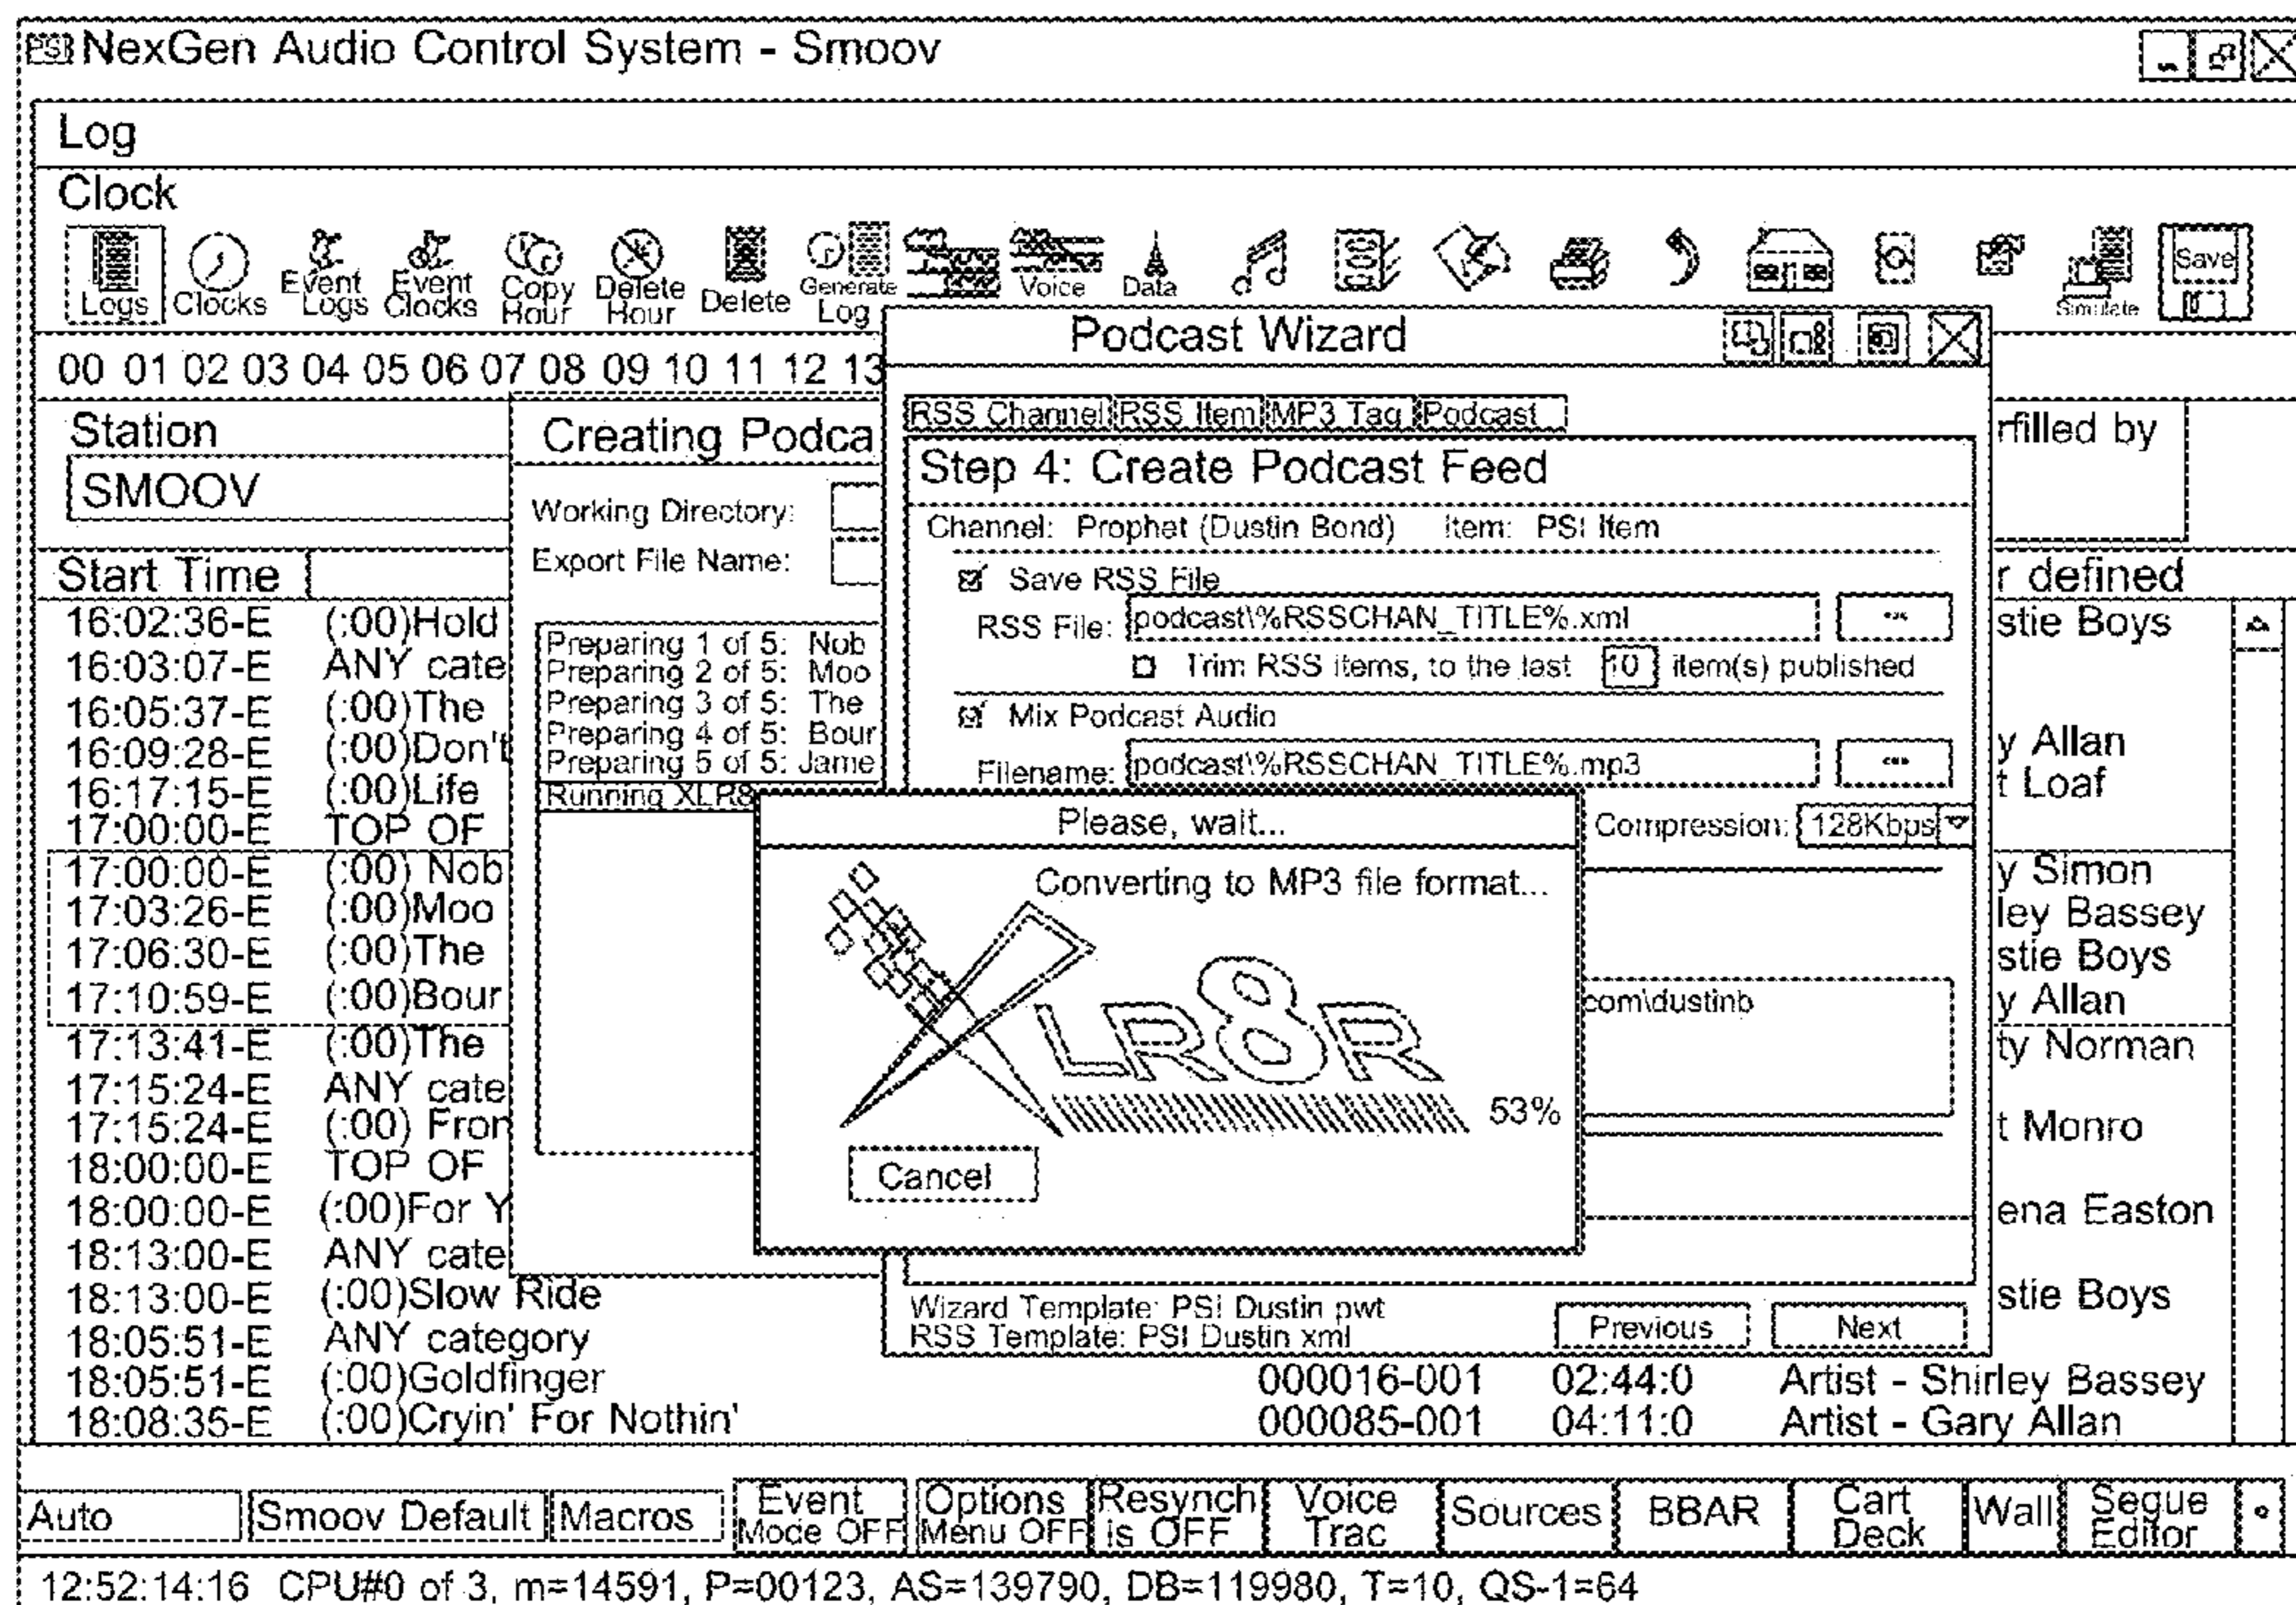 PSI NexGen Audio Control System - Smoov
Log
Clock
Logs
Clocks
Event Logs
Event Clocks
Copy Hour
Delete Hour
Delete
Generate Log
Voice
Data
Simulate
Save
00 01 02 03 04 05 06 07 08 09 10 11 12 13
Station
SMOOV
rfilled by
Start Time
r defined
16:02:36-E (:00)Hold
stie Boys
16:03:07-E ANY cate
16:05:37-E (:00)The
16:09:28-E (:00)Don't
y Allan
16:17:15-E (:00)Life
t Loaf
17:00:00-E TOP OF
17:00:00-E (:00) Nob
y Simon
17:03:26-E (:00)Moo
ley Bassey
17:06:30-E (:00)The
stie Boys
17:10:59-E (:00)Bour
y Allan
17:13:41-E (:00)The
ty Norman
17:15:24-E ANY cate
17:15:24-E (:00) Fron
t Monro
18:00:00-E TOP OF
18:00:00-E (:00)For Y
ena Easton
18:13:00-E ANY cate
18:13:00-E (:00)Slow Ride
stie Boys
18:05:51-E ANY category
18:05:51-E (:00)Goldfinger 000016-001 02:44:0 Artist - Shirley Bassey
18:08:35-E (:00)Cryin' For Nothin' 000085-001 04:11:0 Artist - Gary Allan
Creating Podca
Working Directory:
Export File Name:
Preparing 1 of 5: Nob
Preparing 2 of 5: Moo
Preparing 3 of 5: The
Preparing 4 of 5: Bour
Preparing 5 of 5: Jame
Running XLR8
Podcast Wizard
RSS Channel RSS Item MP3 Tag Podcast
Step 4: Create Podcast Feed
Channel: Prophet (Dustin Bond) Item: PSI Item
Save RSS File
RSS File: podcast\%RSSCHAN_TITLE%.xml ...
Trim RSS items, to the last 10 item(s) published
Mix Podcast Audio
Filename: podcast\%RSSCHAN_TITLE%.mp3 ...
Compression: 128Kbps
com\dustinb
Please, wait...
Converting to MP3 file format...
XLR8R
53%
Cancel
Wizard Template: PSI Dustin pwt
RSS Template: PSI Dustin xml
Previous
Next
Auto
Smoov Default
Macros
Event Mode OFF
Options Menu OFF
Resynch is OFF
Voice Trac
Sources
BBAR
Cart Deck
Wall
Segue Editor
12:52:14:16 CPU#0 of 3, m=14591, P=00123, AS=139790, DB=119980, T=10, QS-1=64